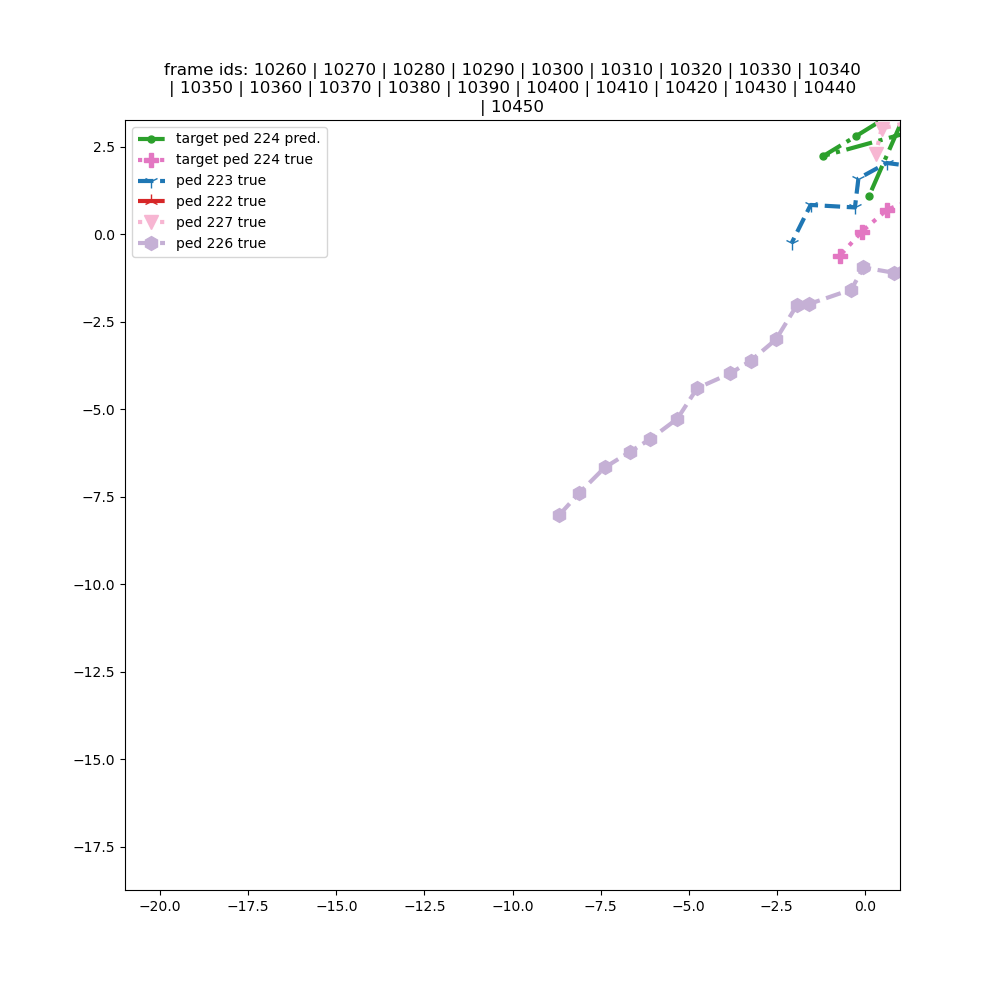 frame ids: 10260 | 10270 | 10280 | 10290 | 10300 | 10310 | 10320 | 10330 | 10340
| 10350 | 10360 | 10370 | 10380 | 10390 | 10400 | 10410 | 10420 | 10430 | 10440
| 10450
target ped 224 pred.
target ped 224 true
ped 223 true
ped 222 true
ped 227 true
ped 226 true
2.5
0.0
−2.5
−5.0
−7.5
−10.0
−12.5
−15.0
−17.5
−20.0 −17.5 −15.0 −12.5 −10.0 −7.5 −5.0 −2.5 0.0